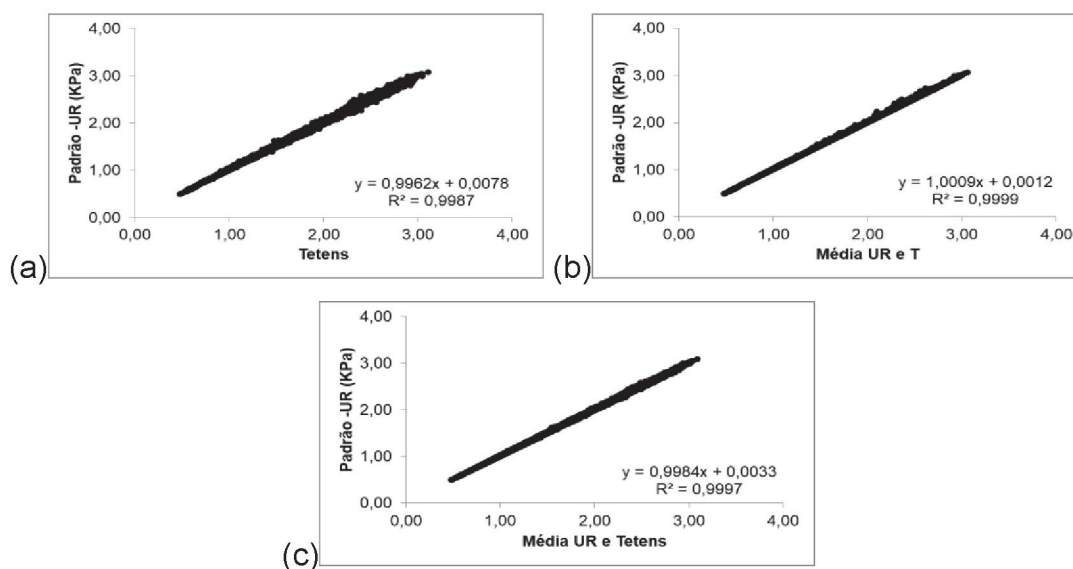 4,00
3,00
2,00
1,00
0,00
Padrão -UR (KPa)
y = 0,9962x + 0,0078
R² = 0,9987
0,00 1,00 2,00 3,00 4,00
Tetens
(a)
4,00
3,00
2,00
1,00
0,00
Padrão -UR (KPa)
y = 1,0009x + 0,0012
R² = 0,9999
0,00 1,00 2,00 3,00 4,00
Média UR e T
(b)
4,00
3,00
2,00
1,00
0,00
Padrão -UR (KPa)
y = 0,9984x + 0,0033
R² = 0,9997
0,00 1,00 2,00 3,00 4,00
Média UR e Tetens
(c)